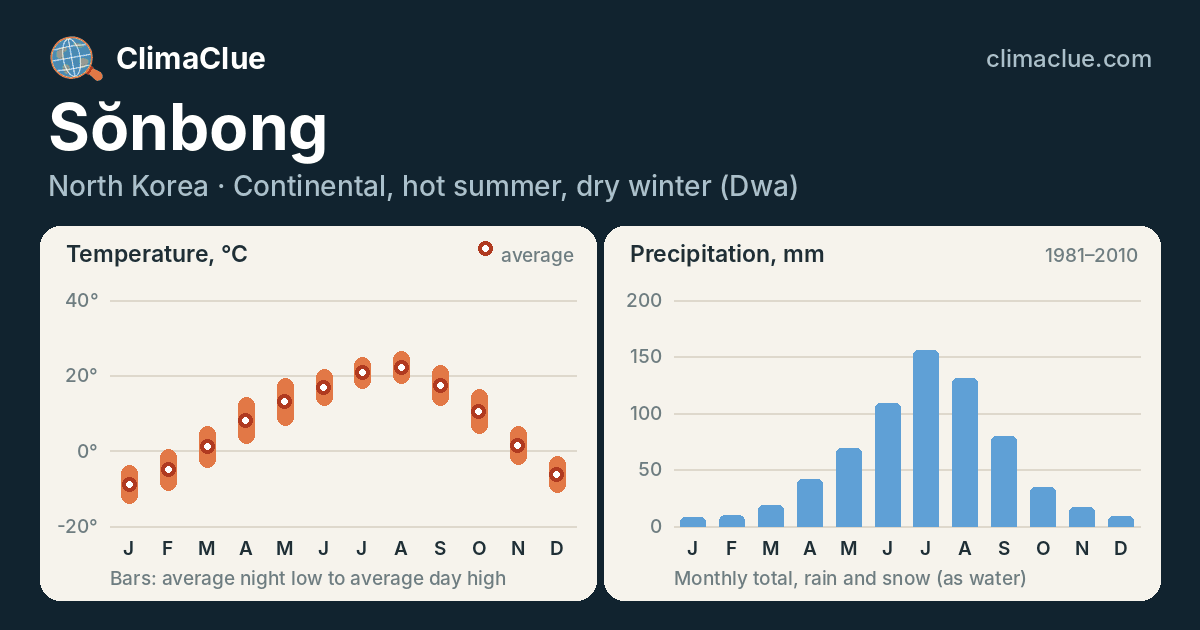 ClimaClue
climaclue.com
Sŏnbong
North Korea · Continental, hot summer, dry winter (Dwa)
Temperature, °C
average
40°
20°
0°
-20°
J F M A M J J A S O N D
Bars: average night low to average day high
Precipitation, mm
1981–2010
200
150
100
50
0
J F M A M J J A S O N D
Monthly total, rain and snow (as water)